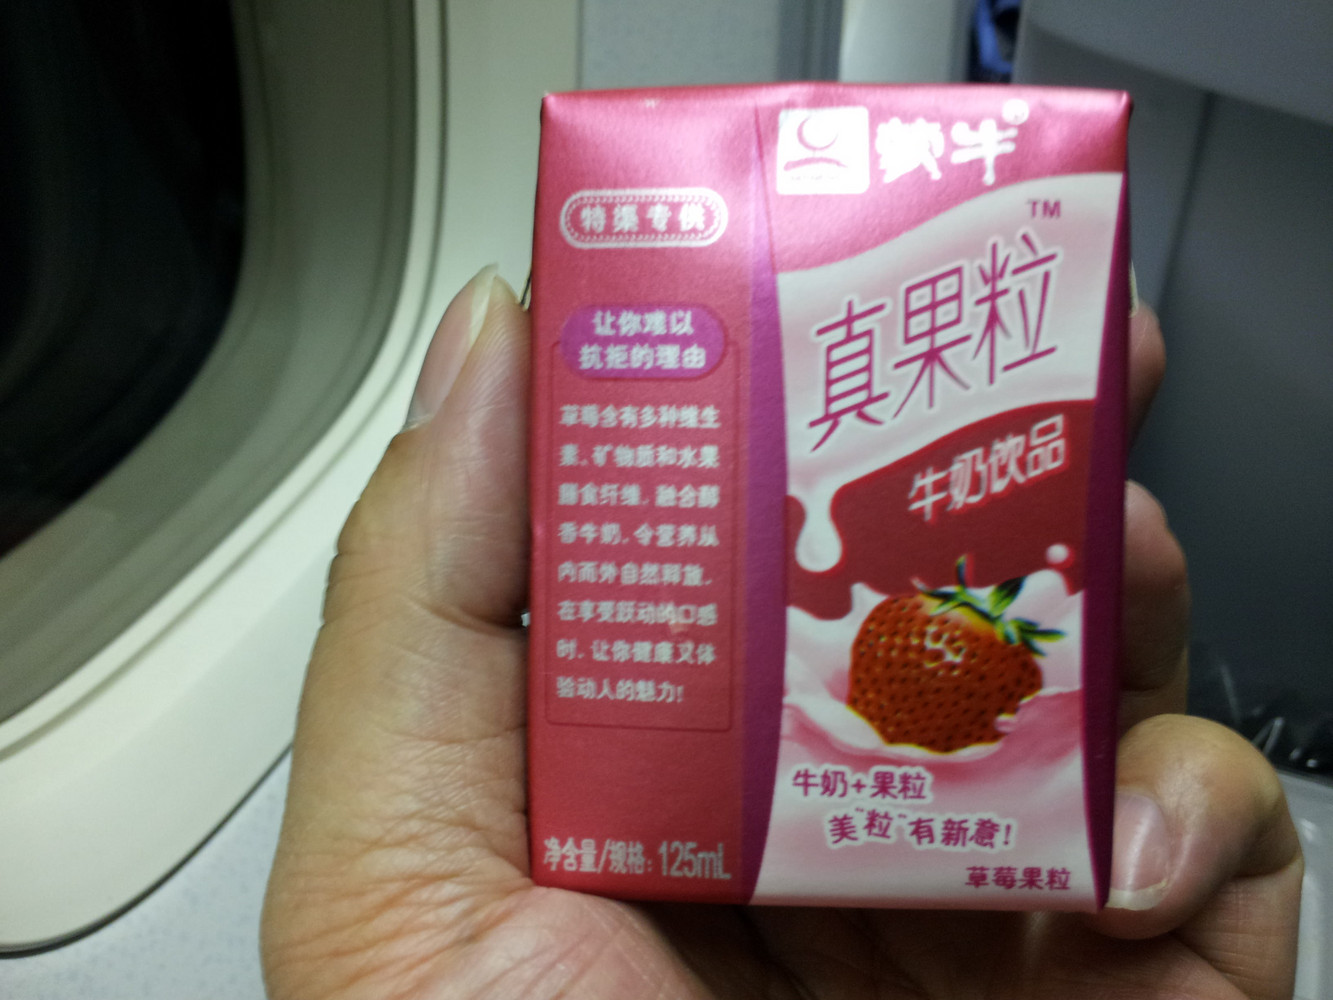 特渠专供
让你难以
抗拒的理由
草莓含有多种维生
素、矿物质和水果
膳食纤维，融合醇
香牛奶，令营养从
内而外自然释放，
在享受跃动的口感
时，让你健康又体
验动人的魅力!
净含量/规格: 125mL
蒙牛®
TM
真果粒
牛奶饮品
牛奶+果粒
美"粒"有新意!
草莓果粒